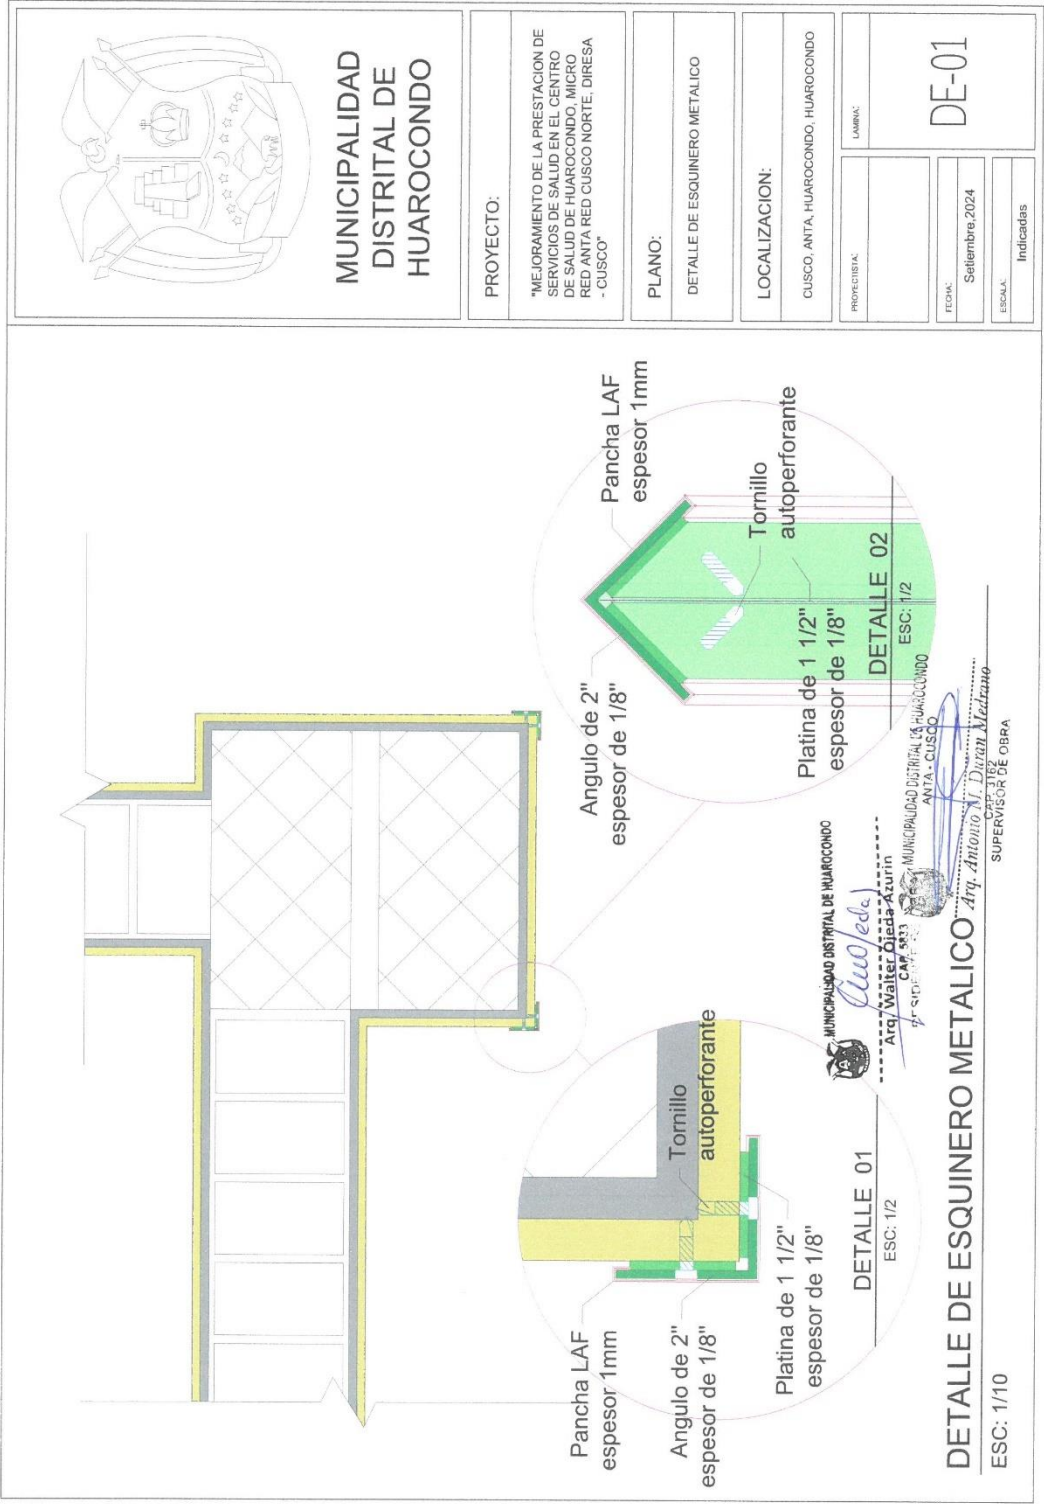 MUNICIPALIDAD
DISTRITAL DE
HUAROCONDO
PROYECTO:
"MEJORAMIENTO DE LA PRESTACION DE
SERVICIOS DE SALUD EN EL CENTRO
DE SALUD DE HUAROCONDO, MICRO
RED ANTA RED CUSCO NORTE, DIRESA
- CUSCO"
PLANO:
DETALLE DE ESQUINERO METALICO
LOCALIZACION:
CUSCO, ANTA, HUAROCONDO, HUAROCONDO
PROYECTISTA:
LAMINA:
DE-01
FECHA:
Setiembre,2024
ESCALA:
Indicadas
Pancha LAF
espesor 1mm
Angulo de 2"
espesor de 1/8"
Tornillo
autoperforante
Platina de 1 1/2"
espesor de 1/8"
DETALLE 02
ESC: 1/2
Pancha LAF
espesor 1mm
Angulo de 2"
espesor de 1/8"
Tornillo
autoperforante
Platina de 1 1/2"
espesor de 1/8"
DETALLE 01
ESC: 1/2
MUNICIPALIDAD DISTRITAL DE HUAROCONDO
Arq. Walter Ojeda Azurin
CAP. 5833
MUNICIPALIDAD DISTRITAL DE HUAROCONDO
ANTA - CUSCO
Arq. Antonio M. Duran Medrano
CAP. 3162
SUPERVISOR DE OBRA
DETALLE DE ESQUINERO METALICO
ESC: 1/10